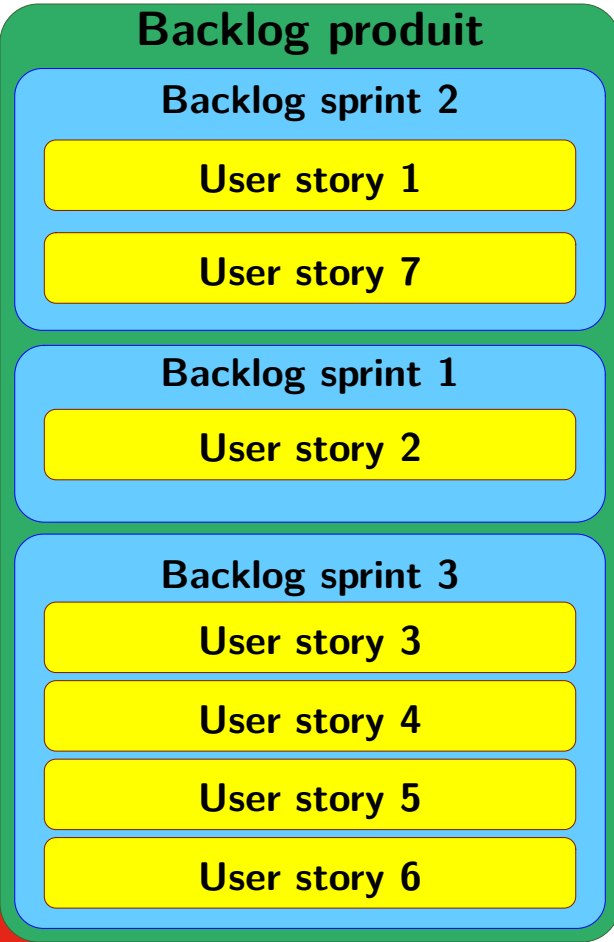 Backlog produit
Backlog sprint 2
User story 1
User story 7
Backlog sprint 1
User story 2
Backlog sprint 3
User story 3
User story 4
User story 5
User story 6